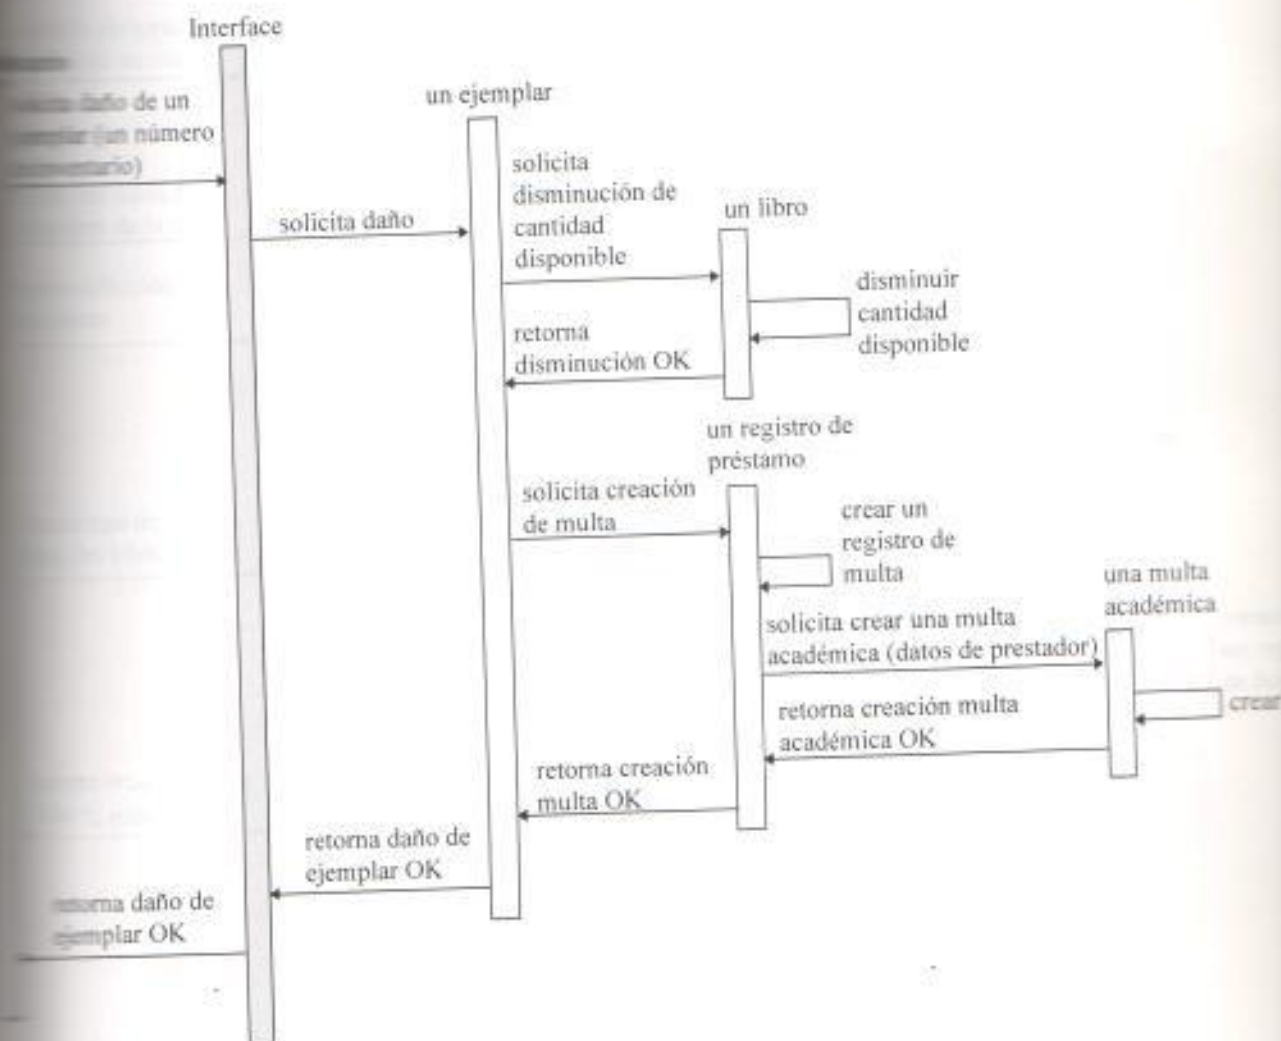 Interface
daño de un
(un número
un ejemplar
solicita daño
solicita
disminución de
cantidad
disponible
un libro
disminuir
cantidad
disponible
retorna
disminución OK
un registro de
préstamo
solicita creación
de multa
crear un
registro de
multa
una multa
académica
solicita crear una multa
académica (datos de prestador)
crear
retorna creación multa
académica OK
retorna creación
multa OK
retorna daño de
ejemplar OK
retorna daño de
ejemplar OK